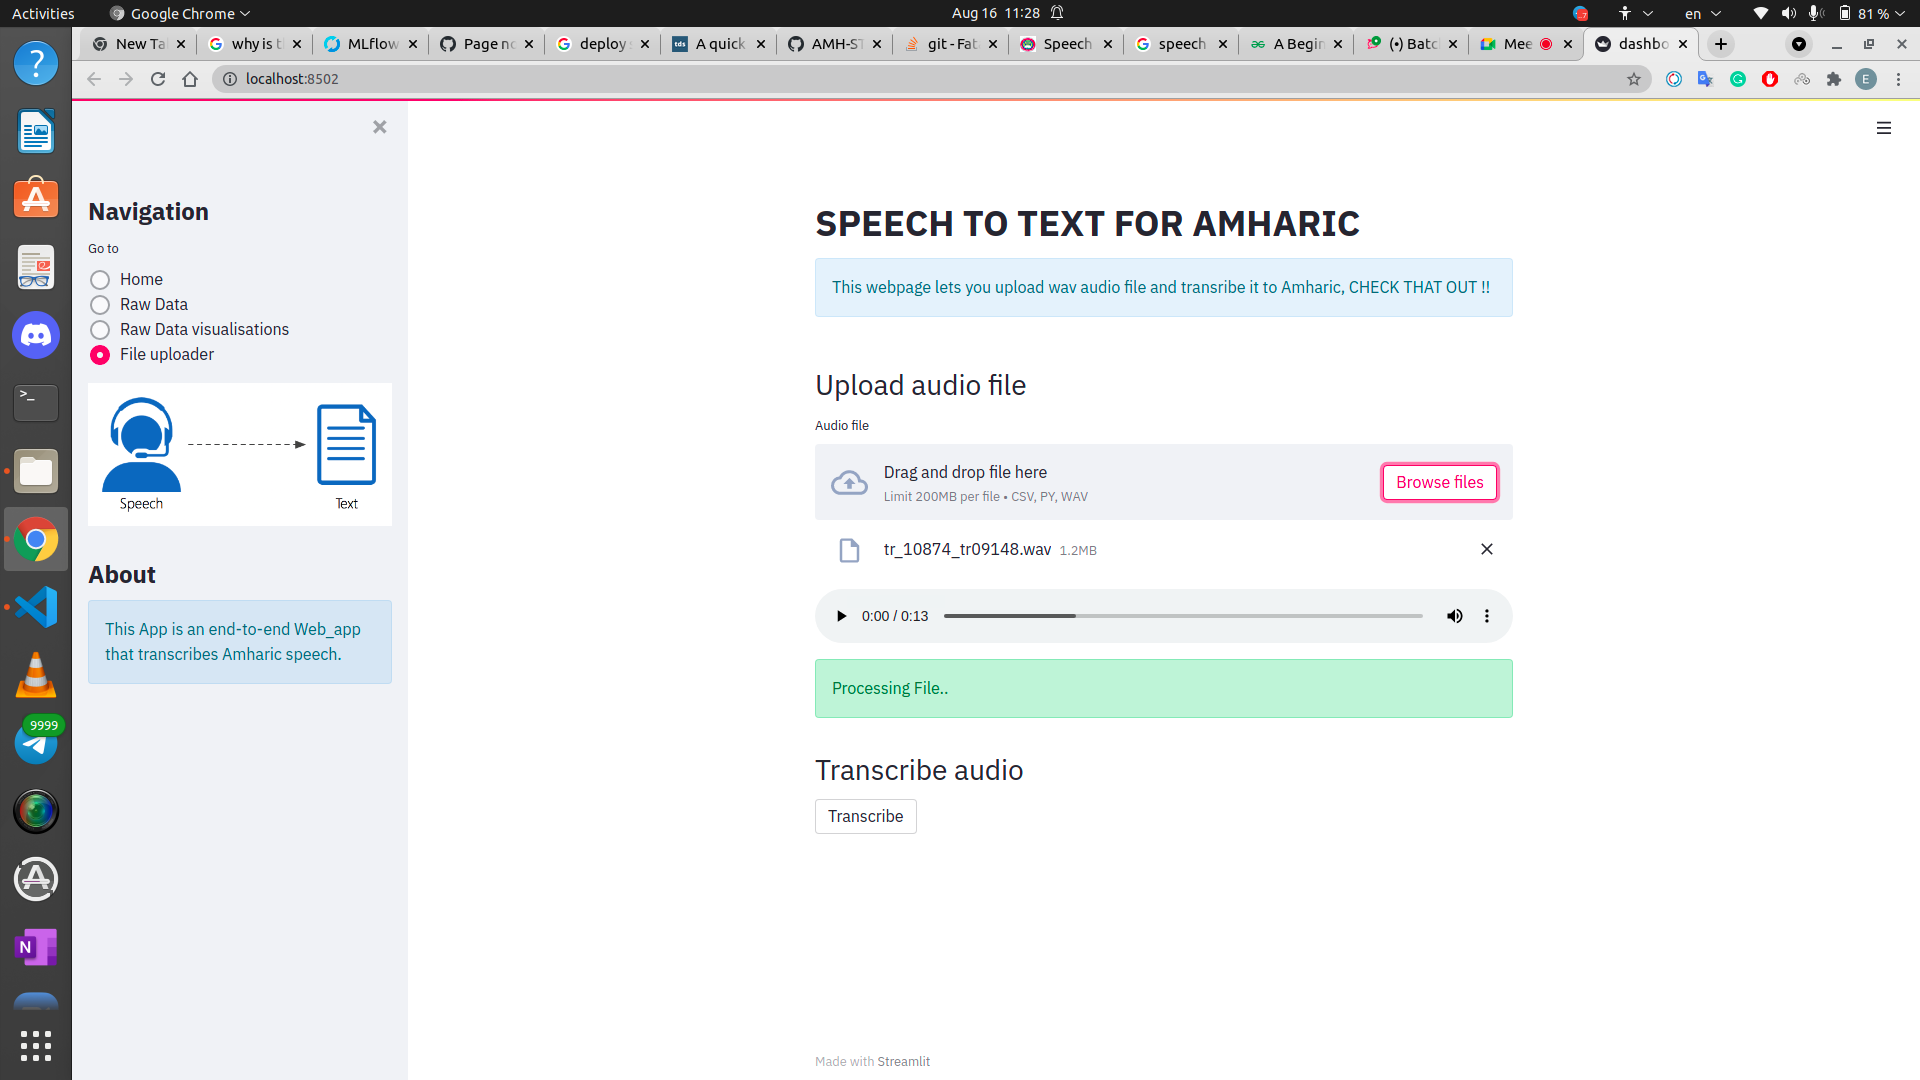 Activities
Google Chrome
Aug 16 11:28
en
81 %
New Ta
why is t
MLflow
Page no
deploy
A quick
AMH-ST
git - Fat
Speech
speech
A Begin
(•) Batc
Mee
dashbo
localhost:8502
E
Navigation
Go to
Home
Raw Data
Raw Data visualisations
File uploader
Speech
Text
About
This App is an end-to-end Web_app
that transcribes Amharic speech.
SPEECH TO TEXT FOR AMHARIC
This webpage lets you upload wav audio file and transribe it to Amharic, CHECK THAT OUT !!
Upload audio file
Audio file
Drag and drop file here
Limit 200MB per file • CSV, PY, WAV
Browse files
tr_10874_tr09148.wav 1.2MB
0:00 / 0:13
Processing File..
Transcribe audio
Transcribe
Made with Streamlit
9999
N